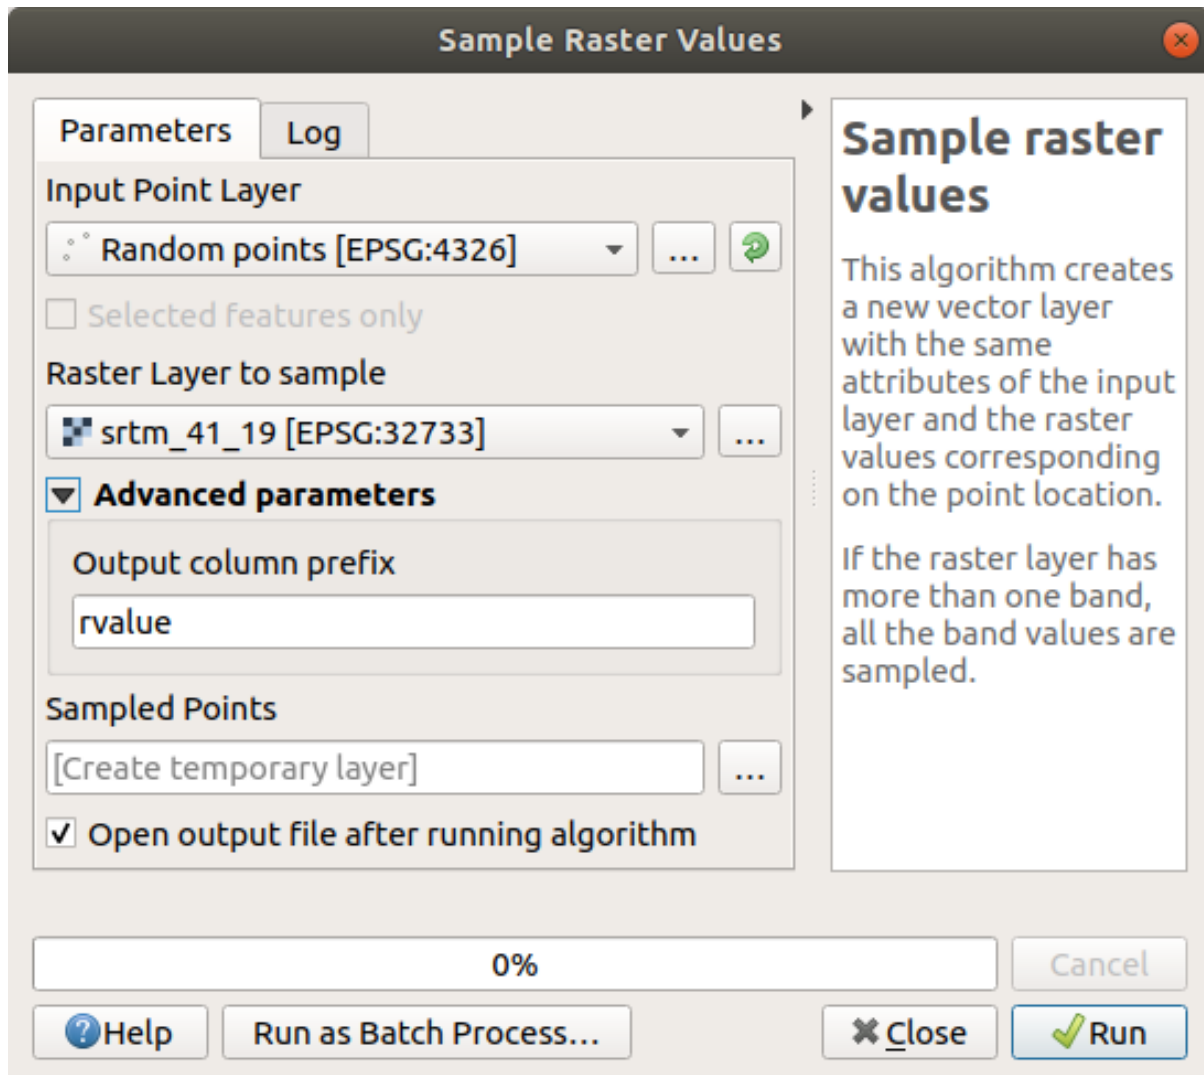 Sample Raster Values
Parameters
Log
Input Point Layer
Random points [EPSG:4326]
...
Selected features only
Raster Layer to sample
srtm_41_19 [EPSG:32733]
...
Advanced parameters
Output column prefix
rvalue
Sampled Points
[Create temporary layer]
...
Open output file after running algorithm
Sample raster
values
This algorithm creates
a new vector layer
with the same
attributes of the input
layer and the raster
values corresponding
on the point location.
If the raster layer has
more than one band,
all the band values are
sampled.
0%
Cancel
Help
Run as Batch Process...
Close
Run